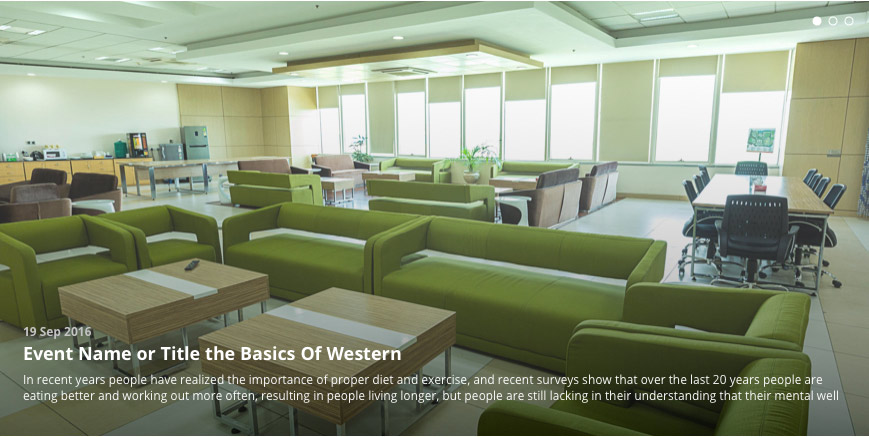 19 Sep 2016
Event Name or Title the Basics Of Western
In recent years people have realized the importance of proper diet and exercise, and recent surveys show that over the last 20 years people are
eating better and working out more often, resulting in people living longer, but people are still lacking in their understanding that their mental well